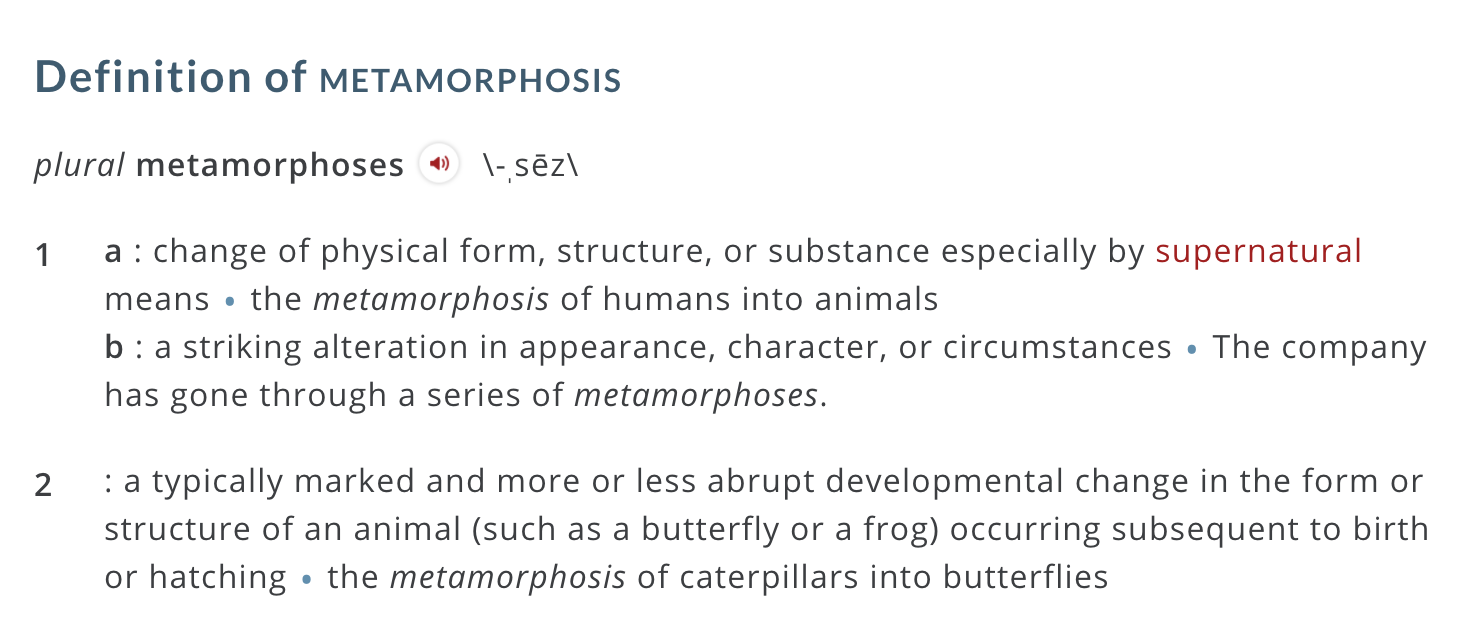 Definition of METAMORPHOSIS
plural metamorphoses \-ˌsēz\
1 a : change of physical form, structure, or substance especially by supernatural
means • the metamorphosis of humans into animals
b : a striking alteration in appearance, character, or circumstances • The company
has gone through a series of metamorphoses.
2 : a typically marked and more or less abrupt developmental change in the form or
structure of an animal (such as a butterfly or a frog) occurring subsequent to birth
or hatching • the metamorphosis of caterpillars into butterflies